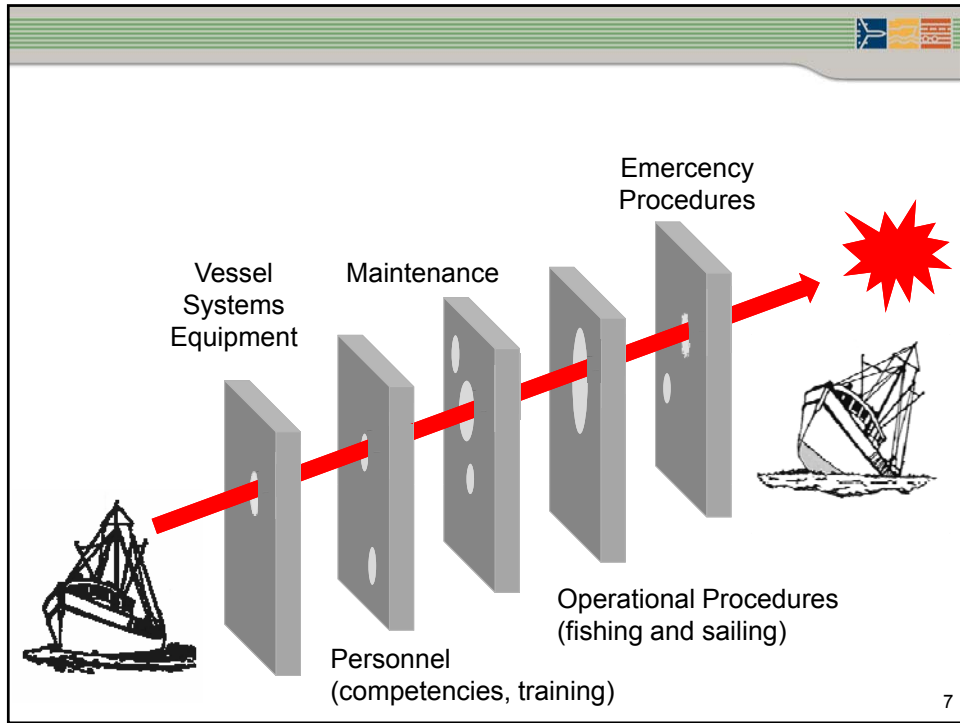 Emercency
Procedures
Vessel
Systems
Equipment
Maintenance
Operational Procedures
(fishing and sailing)
Personnel
(competencies, training)
7